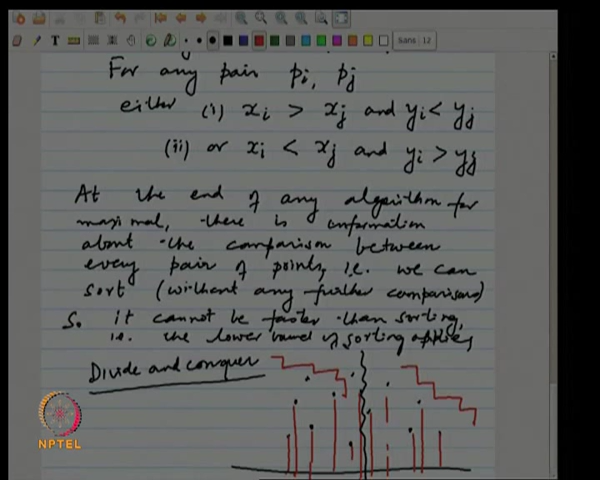 Sans 12
For any pair pi, pj
either (i) xi > xj and yi < yj
(ii) or xi < xj and yi > yj
At the end of any algorithm for
maximal, there is information
about the comparison between
every pair of points, i.e. we can
sort (without any further comparisons)
So it cannot be faster than sorting,
i.e. the lower bound of sorting applies
Divide and conquer
NPTEL